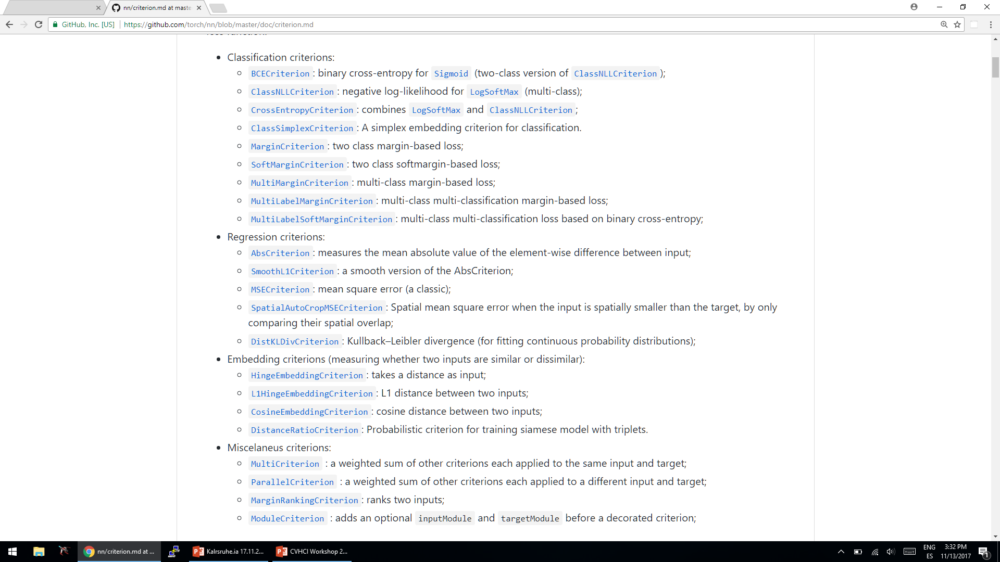 nn/criterion.md at maste
GitHub, Inc. [US]
https://github.com/torch/nn/blob/master/doc/criterion.md
loss function.
Classification criterions:
BCECriterion: binary cross-entropy for Sigmoid (two-class version of ClassNLLCriterion);
ClassNLLCriterion: negative log-likelihood for LogSoftMax (multi-class);
CrossEntropyCriterion: combines LogSoftMax and ClassNLLCriterion;
ClassSimplexCriterion: A simplex embedding criterion for classification.
MarginCriterion: two class margin-based loss;
SoftMarginCriterion: two class softmargin-based loss;
MultiMarginCriterion: multi-class margin-based loss;
MultiLabelMarginCriterion: multi-class multi-classification margin-based loss;
MultiLabelSoftMarginCriterion: multi-class multi-classification loss based on binary cross-entropy;
Regression criterions:
AbsCriterion: measures the mean absolute value of the element-wise difference between input;
SmoothL1Criterion: a smooth version of the AbsCriterion;
MSECriterion: mean square error (a classic);
SpatialAutoCropMSECriterion: Spatial mean square error when the input is spatially smaller than the target, by only
comparing their spatial overlap;
DistKLDivCriterion: Kullback–Leibler divergence (for fitting continuous probability distributions);
Embedding criterions (measuring whether two inputs are similar or dissimilar):
HingeEmbeddingCriterion: takes a distance as input;
L1HingeEmbeddingCriterion: L1 distance between two inputs;
CosineEmbeddingCriterion: cosine distance between two inputs;
DistanceRatioCriterion: Probabilistic criterion for training siamese model with triplets.
Miscelaneus criterions:
MultiCriterion : a weighted sum of other criterions each applied to the same input and target;
ParallelCriterion : a weighted sum of other criterions each applied to a different input and target;
MarginRankingCriterion: ranks two inputs;
ModuleCriterion : adds an optional inputModule and targetModule before a decorated criterion;
nn/criterion.md at ...
Kalrsruhe.ia 17.11.2...
CVHCI Workshop 2...
ENG
ES
3:32 PM
11/13/2017
1